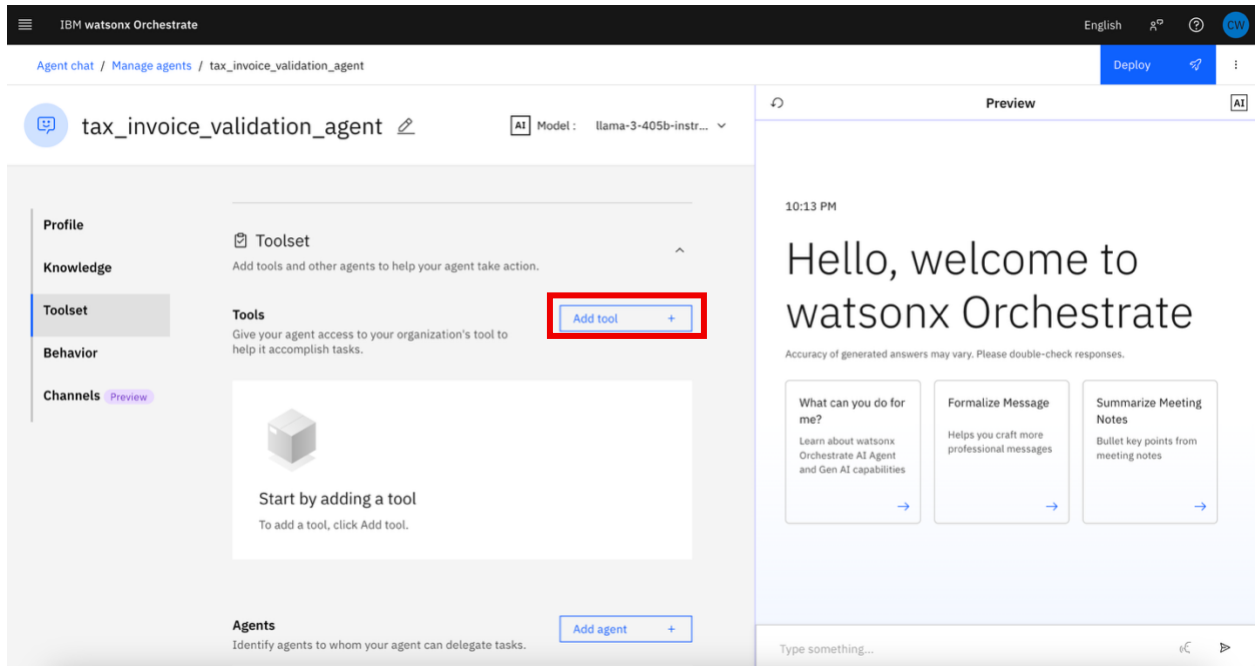 IBM watsonx Orchestrate
English
CW
Agent chat / Manage agents / tax_invoice_validation_agent
Deploy
tax_invoice_validation_agent
AI Model : llama-3-405b-instr...
Profile
Knowledge
Toolset
Behavior
Channels Preview
Toolset
Add tools and other agents to help your agent take action.
Tools
Give your agent access to your organization's tool to
help it accomplish tasks.
Add tool +
Start by adding a tool
To add a tool, click Add tool.
Agents
Identify agents to whom your agent can delegate tasks.
Add agent +
Preview
AI
10:13 PM
Hello, welcome to
watsonx Orchestrate
Accuracy of generated answers may vary. Please double-check responses.
What can you do for
me?
Learn about watsonx
Orchestrate AI Agent
and Gen AI capabilities
Formalize Message
Helps you craft more
professional messages
Summarize Meeting
Notes
Bullet key points from
meeting notes
Type something...